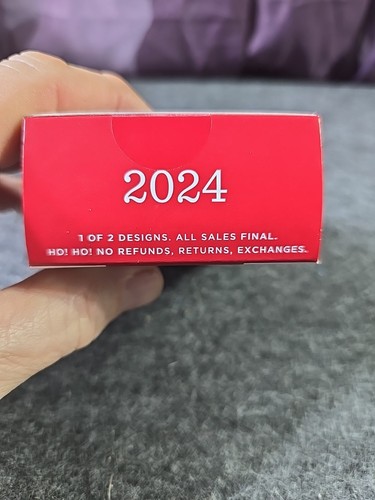 2024
1 OF 2 DESIGNS. ALL SALES FINAL.
HO! HO! NO REFUNDS, RETURNS, EXCHANGES.